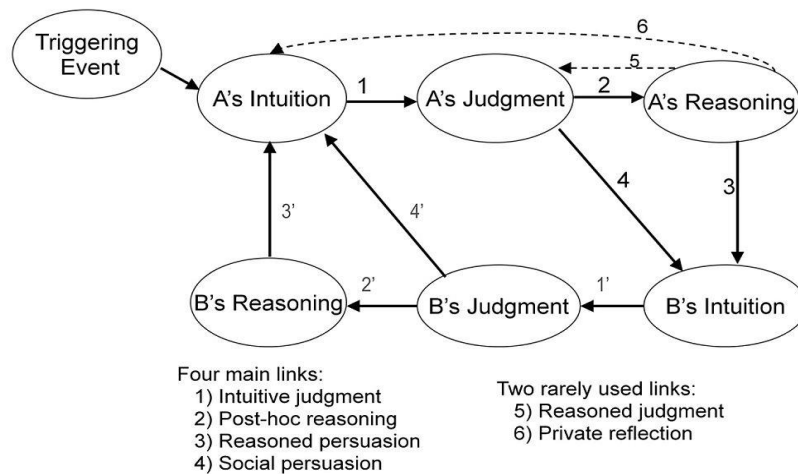 Triggering
Event
6
5
A's Intuition
1
A's Judgment
2
A's Reasoning
3'
4'
4
3
B's Reasoning
2'
B's Judgment
1'
B's Intuition
Four main links:
1) Intuitive judgment
2) Post-hoc reasoning
3) Reasoned persuasion
4) Social persuasion
Two rarely used links:
5) Reasoned judgment
6) Private reflection